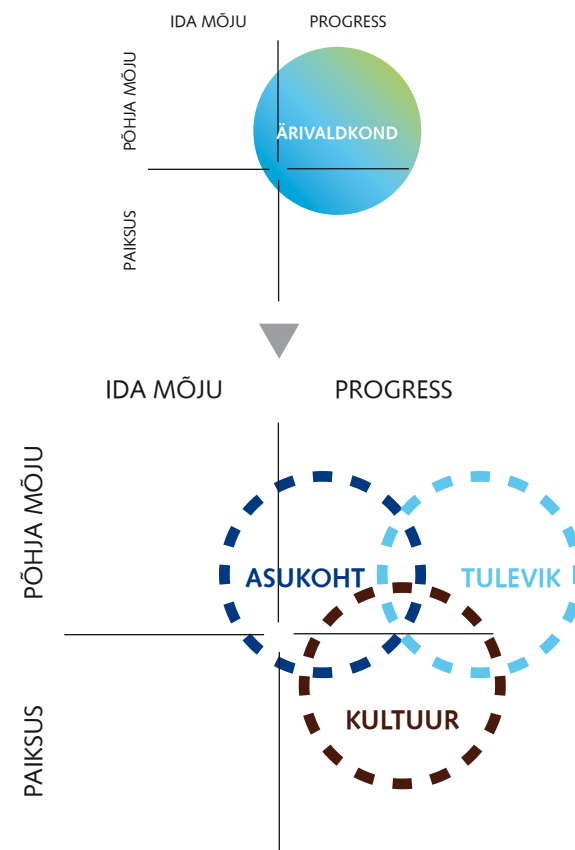 IDA MÕJU PROGRESS
PÕHJA MÕJU
ÄRIVALDKOND
PAIKSUS
IDA MÕJU PROGRESS
PÕHJA MÕJU
ASUKOHT TULEVIK
KULTUUR
PAIKSUS